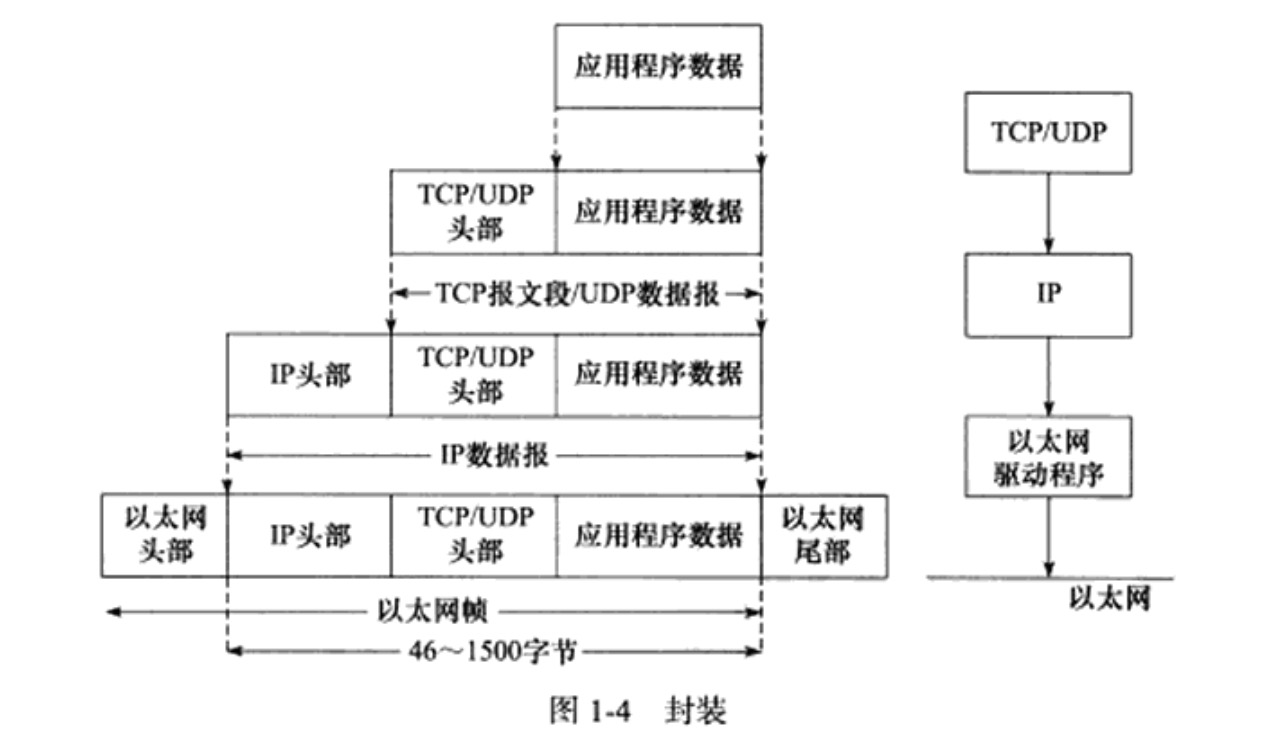 应用程序数据
TCP/UDP
头部
应用程序数据
TCP报文段/UDP数据报
IP头部
TCP/UDP
头部
应用程序数据
IP数据报
以太网
头部
IP头部
TCP/UDP
头部
应用程序数据
以太网
尾部
以太网帧
46～1500字节
TCP/UDP
IP
以太网
驱动程序
以太网
图 1-4 封装